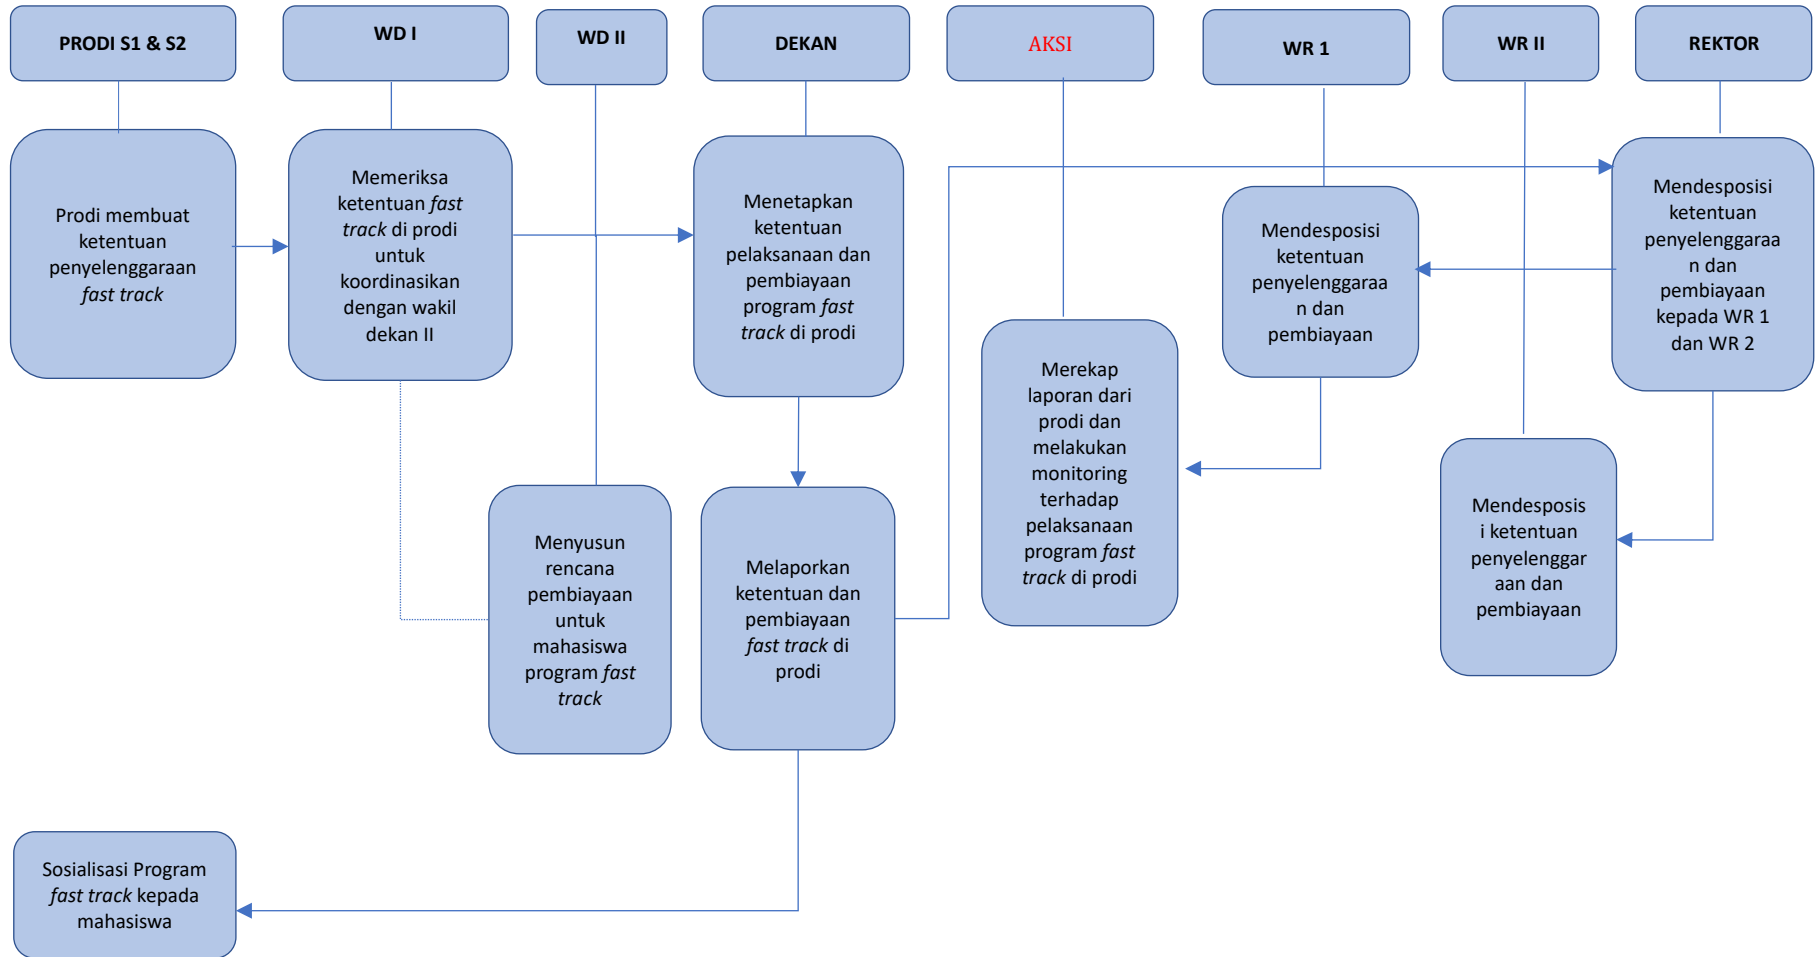 PRODI S1 & S2
WD I
WD II
DEKAN
AKSI
WR 1
WR II
REKTOR
Prodi membuat
ketentuan
penyelenggaraan
fast track
Memeriksa
ketentuan fast
track di prodi
untuk
koordinasikan
dengan wakil
dekan II
Menyusun
rencana
pembiayaan
untuk
mahasiswa
program fast
track
Menetapkan
ketentuan
pelaksanaan dan
pembiayaan
program fast
track di prodi
Melaporkan
ketentuan dan
pembiayaan
fast track di
prodi
Merekap
laporan dari
prodi dan
melakukan
monitoring
terhadap
pelaksanaan
program fast
track di prodi
Mendesposisi
ketentuan
penyelenggaraa
n dan
pembiayaan
Mendesposis
i ketentuan
penyelenggar
aan dan
pembiayaan
Mendesposisi
ketentuan
penyelenggaraa
n dan
pembiayaan
kepada WR 1
dan WR 2
Sosialisasi Program
fast track kepada
mahasiswa